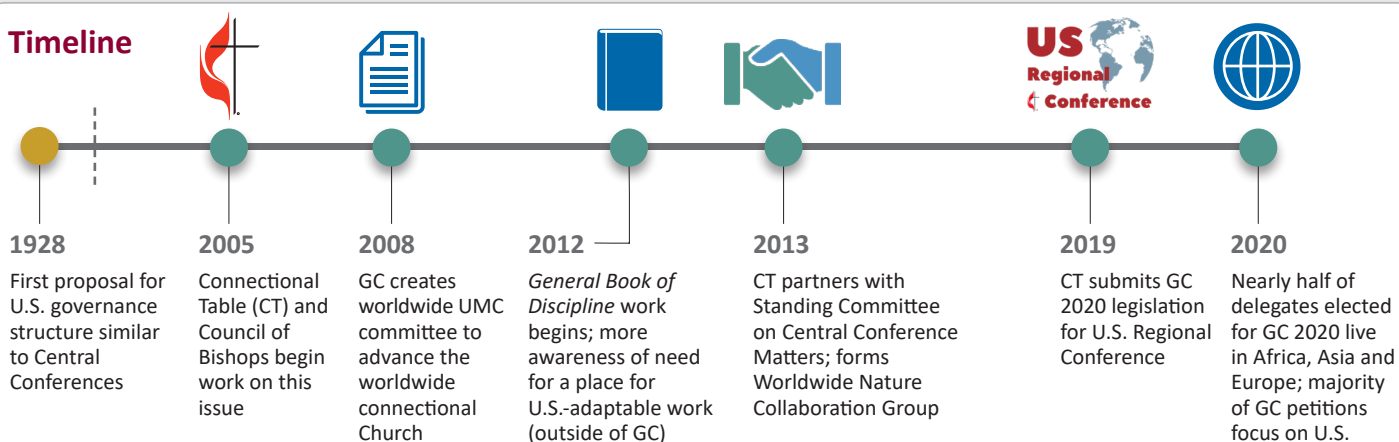 Timeline
US
Regional
Conference
1928
First proposal for
U.S. governance
structure similar
to Central
Conferences
2005
Connectional
Table (CT) and
Council of
Bishops begin
work on this
issue
2008
GC creates
worldwide UMC
committee to
advance the
worldwide
connectional
Church
2012
General Book of
Discipline work
begins; more
awareness of need
for a place for
U.S.-adaptable work
(outside of GC)
2013
CT partners with
Standing Committee
on Central Conference
Matters; forms
Worldwide Nature
Collaboration Group
2019
CT submits GC
2020 legislation
for U.S. Regional
Conference
2020
Nearly half of
delegates elected
for GC 2020 live
in Africa, Asia and
Europe; majority
of GC petitions
focus on U.S.